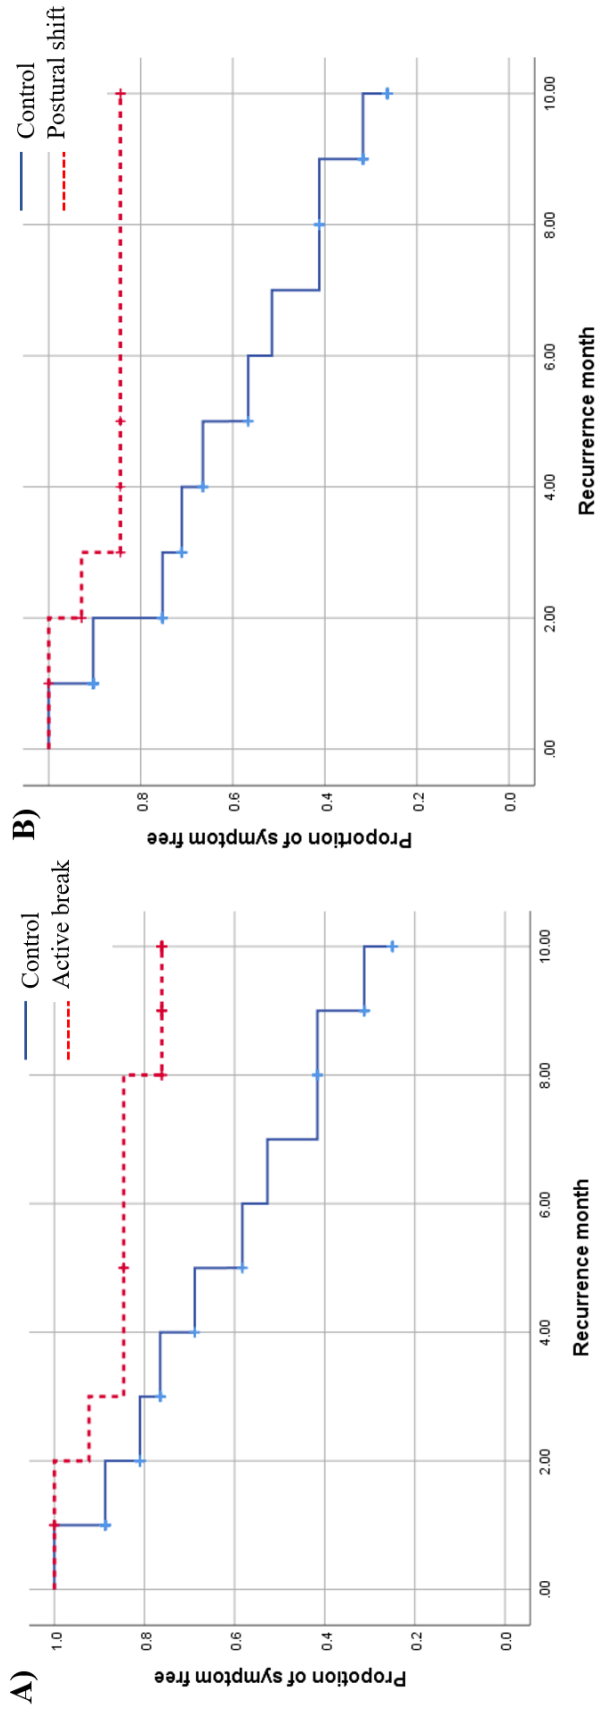 A)
Control
Active break
Propotion of symptom free
1.0
0.8
0.6
0.4
0.2
0.0
.00
2.00
4.00
6.00
8.00
10.00
Recurrence month
B)
Control
Postural shift
Proportion of symptom free
0.8
0.6
0.4
0.2
0.0
.00
2.00
4.00
6.00
8.00
10.00
Recurrernce month